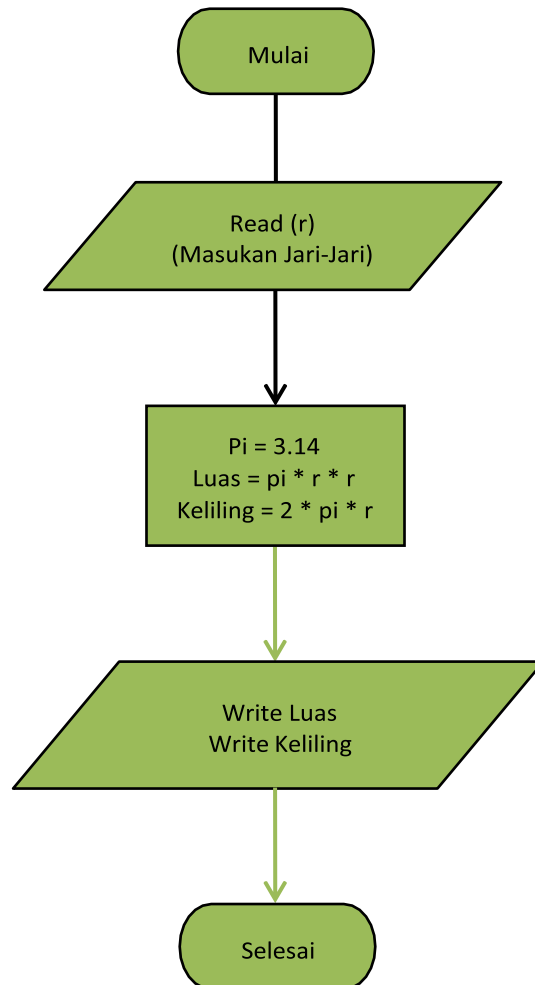 Mulai
Read (r)
(Masukan Jari-Jari)
Pi = 3.14
Luas = pi * r * r
Keliling = 2 * pi * r
Write Luas
Write Keliling
Selesai